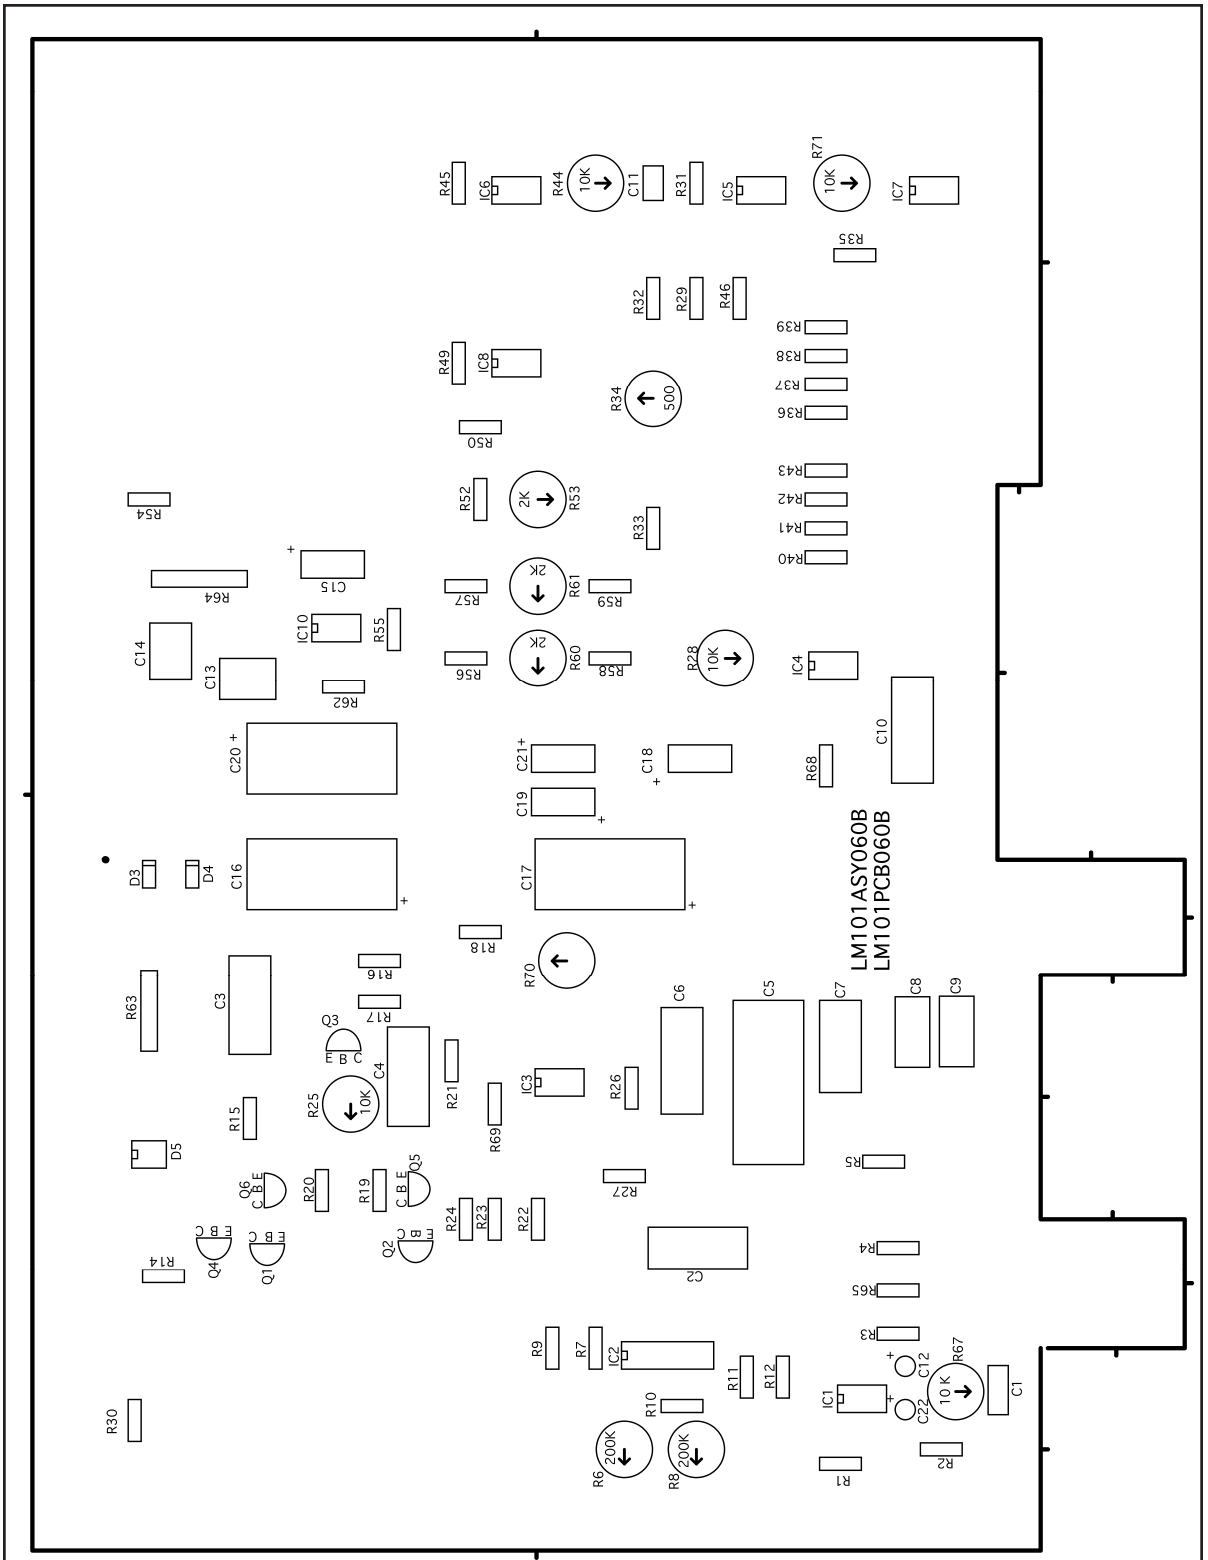 R71
R45
IC6
R44
10K
C11
R31
IC5
10K
IC7
R35
R32
R29
R46
R39
R38
R37
R36
R49
IC8
R34
500
R50
R43
R42
R41
R40
R54
R52
2K
R53
R33
+
C15
R64
R57
2K
R61
R59
IC10
R55
C14
C13
R62
R56
2K
R60
R58
R28
10K
IC4
C10
C20 +
C21+
C18
+
R68
C19
+
LM101ASY060B
LM101PCB060B
D3
D4
C16
+
C17
+
R18
R70
R16
R17
R63
C3
Q3
E B C
C4
R25
10K
R21
IC3
R69
R26
C6
C5
C7
C8
C9
R15
D5
Q6
C B E
R20
R19
Q5
C B E
R27
R5
R24
R23
R22
E B C
Q4
E B C
Q1
E B C
Q2
R14
C2
R4
R65
R3
R9
R7
IC2
R11
R12
+
C12
R67
10 K
C1
IC1
+
C22
R30
R10
R6
200K
R8
200K
R1
R2